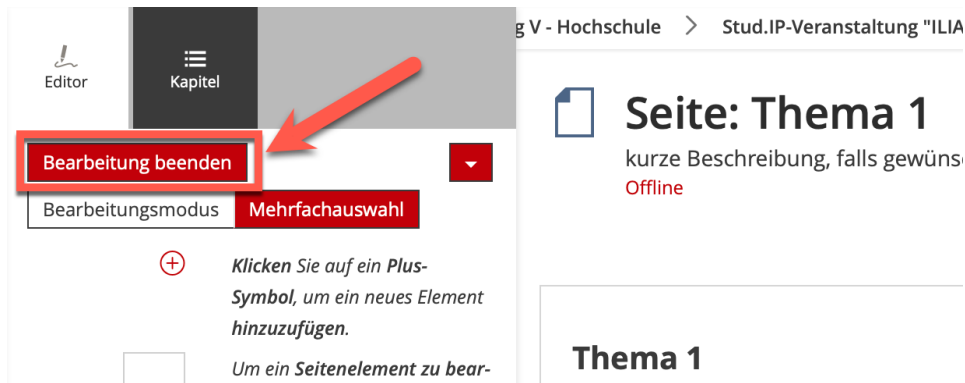 Editor
Kapitel
Bearbeitung beenden
Bearbeitungsmodus
Mehrfachauswahl
Klicken Sie auf ein Plus-
Symbol, um ein neues Element
hinzuzufügen.
Um ein Seitenelement zu bear-
V - Hochschule > Stud.IP-Veranstaltung "ILIA
Seite: Thema 1
kurze Beschreibung, falls gewüns
Offline
Thema 1